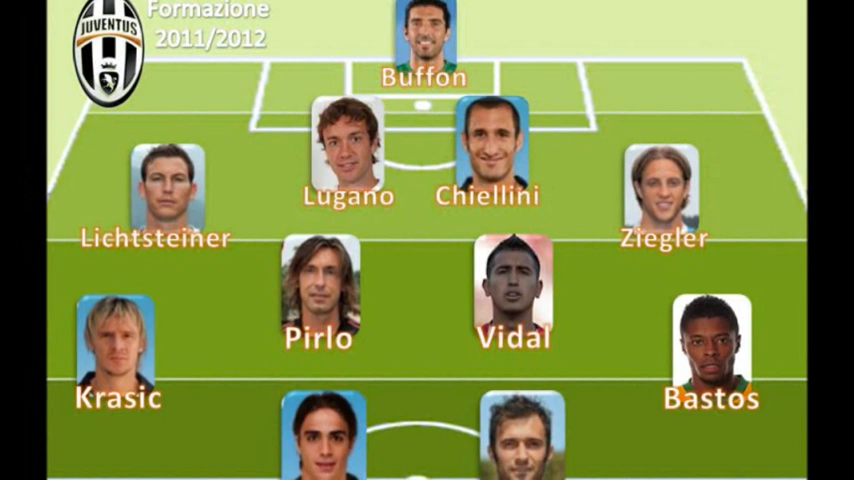 JUVENTUS
Formazione
2011/2012
Buffon
Lugano
Chiellini
Lichtsteiner
Ziegler
Pirlo
Vidal
Krasic
Bastos